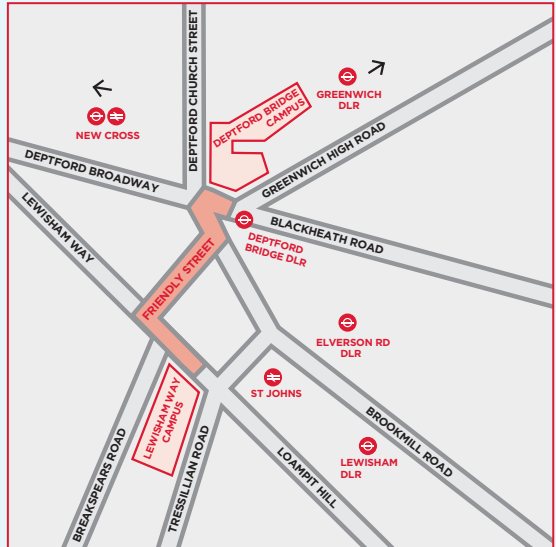 DEPTFORD CHURCH STREET
NEW CROSS
DEPTFORD BRIDGE
CAMPUS
GREENWICH
DLR
GREENWICH HIGH ROAD
DEPTFORD BROADWAY
LEWISHAM WAY
BLACKHEATH ROAD
DEPTFORD
BRIDGE DLR
FRIENDLY STREET
ELVERSON RD
DLR
ST JOHNS
LEWISHAM WAY
CAMPUS
BROOKMILL ROAD
LEWISHAM
DLR
BREAKSPEARS ROAD
TRESSILLIAN ROAD
LOAMPIT HILL